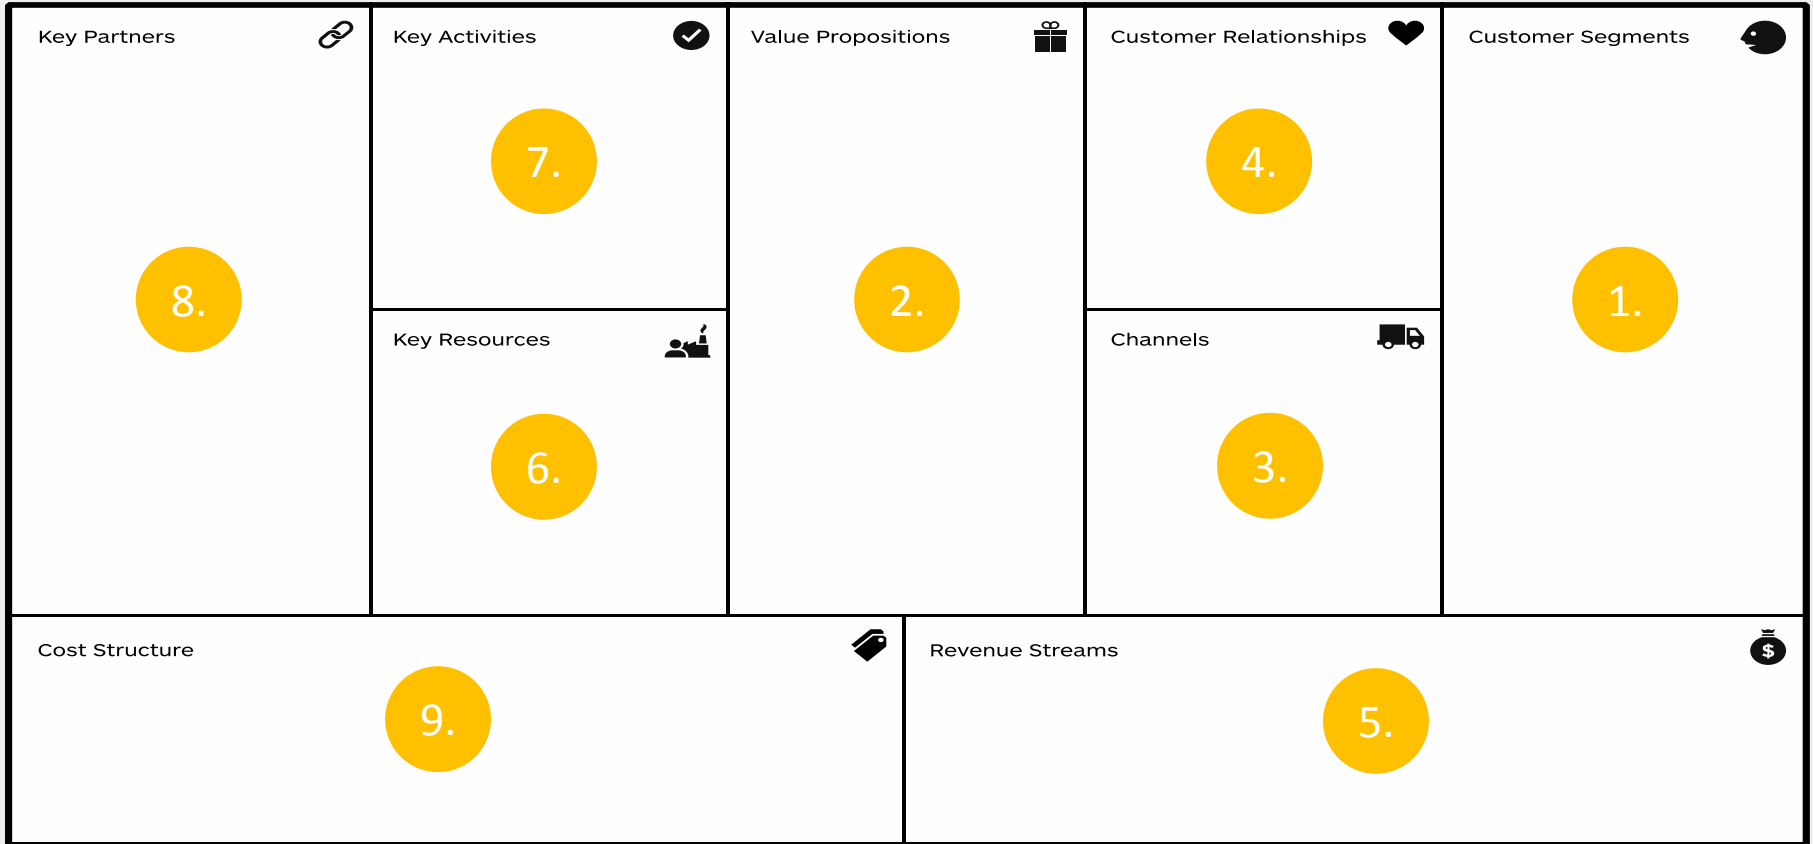 Key Partners
8.
Key Activities
7.
Key Resources
6.
Value Propositions
2.
Customer Relationships
4.
Channels
3.
Customer Segments
1.
Cost Structure
9.
Revenue Streams
$
5.